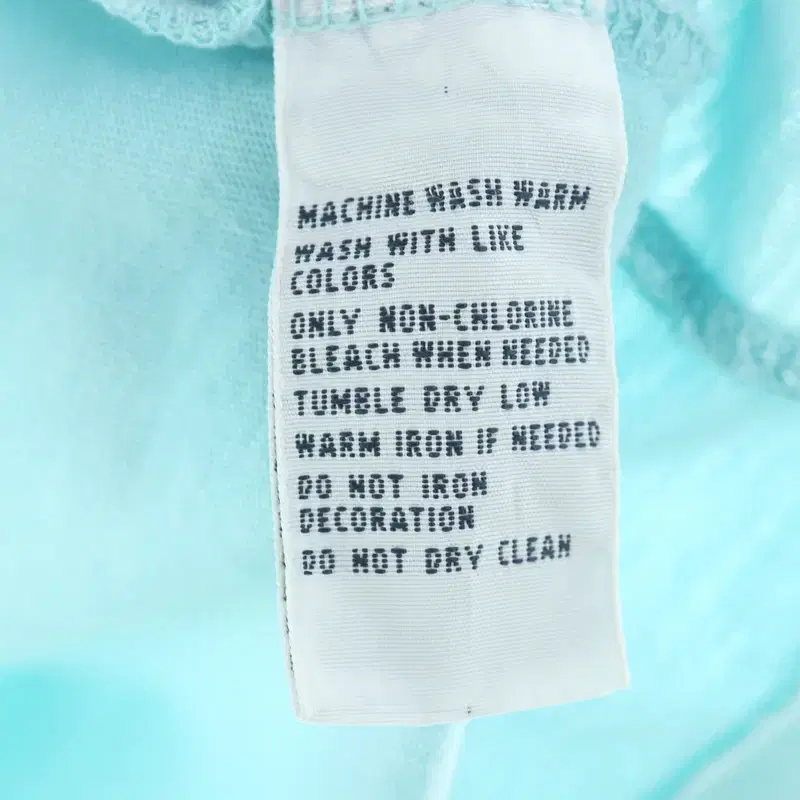 MACHINE WASH WARM
WASH WITH LIKE
COLORS
ONLY NON-CHLORINE
BLEACH WHEN NEEDED
TUMBLE DRY LOW
WARM IRON IF NEEDED
DO NOT IRON
DECORATION
DO NOT DRY CLEAN